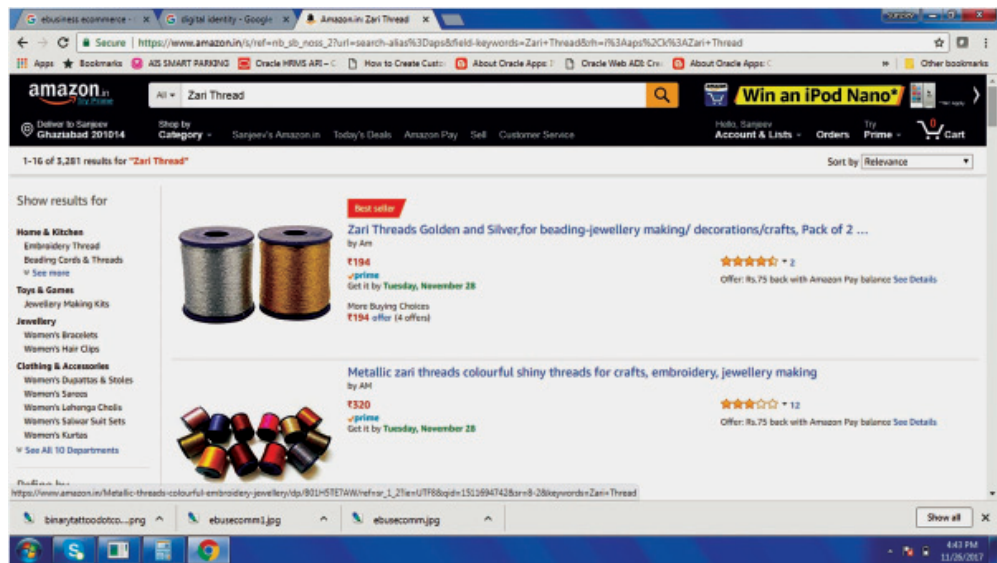 ebusiness ecommerce -
digital identity - Google
Amazon.in: Zari Thread
Secure https://www.amazon.in/s/ref=nb_sb_noss_2?url=search-alias%3Daps&field-keywords=Zari+Thread&rh=i%3Aaps%2Ck%3AZari+Thread
Apps Bookmarks AIS SMART PARKING Oracle HRMS API – C How to Create Custo About Oracle Apps: Oracle Web ADI: Cre About Oracle Apps: C » Other bookmarks
amazon.in
Try Prime
All Zari Thread
Win an iPod Nano*
Deliver to Sanjeev
Ghaziabad 201014
Shop by
Category
Sanjeev's Amazon.in Today's Deals Amazon Pay Sell Customer Service
Hello, Sanjeev
Account & Lists
Orders
Try
Prime
0
Cart
1-16 of 3,281 results for "Zari Thread"
Sort by Relevance
Show results for
Home & Kitchen
Embroidery Thread
Beading Cords & Threads
See more
Toys & Games
Jewellery Making Kits
Jewellery
Women's Bracelets
Women's Hair Clips
Clothing & Accessories
Women's Dupattas & Stoles
Women's Sarees
Women's Lehenga Cholis
Women's Salwar Suit Sets
Women's Kurtas
See All 10 Departments
Refine by
Best seller
Zari Threads Golden and Silver,for beading-jewellery making/ decorations/crafts, Pack of 2 ...
by Am
₹194
prime
Get it by Tuesday, November 28
More Buying Choices
₹194 offer (4 offers)
2
Offer: Rs.75 back with Amazon Pay balance See Details
Metallic zari threads colourful shiny threads for crafts, embroidery, jewellery making
by AM
₹320
prime
Get it by Tuesday, November 28
12
Offer: Rs.75 back with Amazon Pay balance See Details
binarytattoodotco....png
ebusecomm1.jpg
ebusecomm.jpg
Show all
4:43 PM
11/26/2017